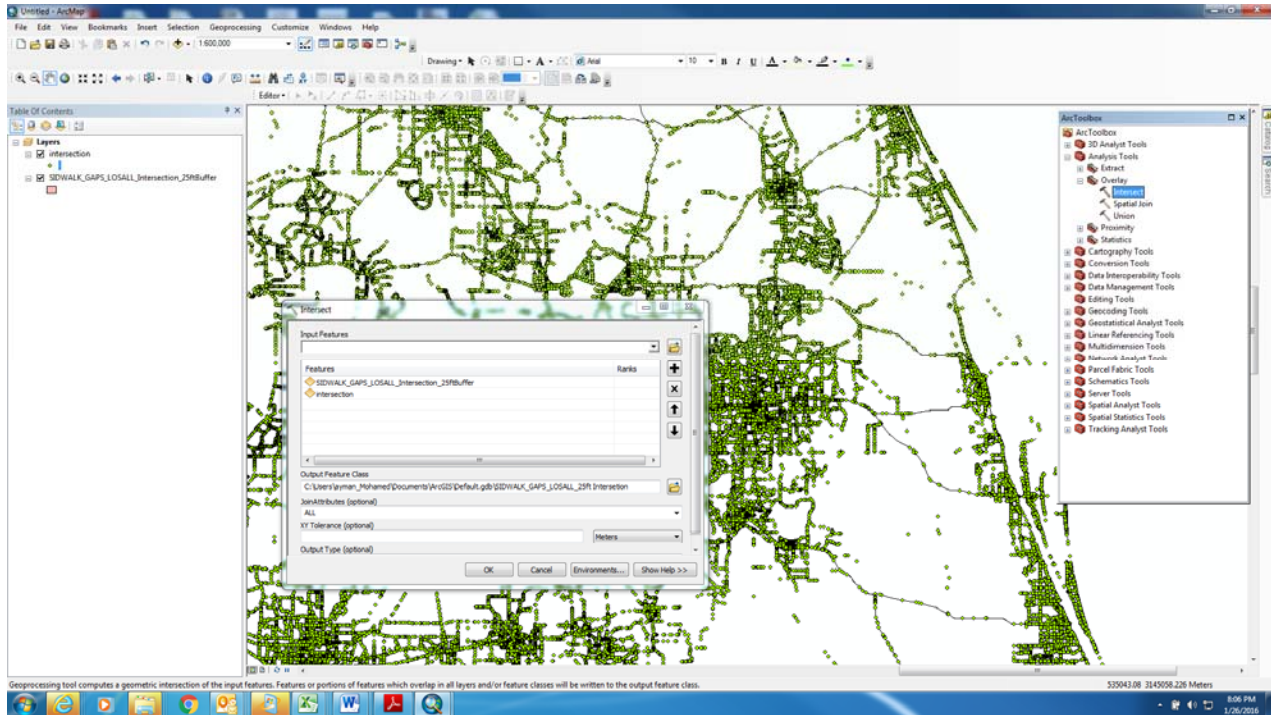 Untitled - ArcMap
File Edit View Bookmarks Insert Selection Geoprocessing Customize Windows Help
1:600,000
Drawing Arial 10 B I U A
Editor
Table Of Contents
Layers
intersection
SIDWALK_GAPS_LOSALL_Intersection_25ftBuffer
ArcToolbox
ArcToolbox
3D Analyst Tools
Analysis Tools
Extract
Overlay
Intersect
Spatial Join
Union
Proximity
Statistics
Cartography Tools
Conversion Tools
Data Interoperability Tools
Data Management Tools
Editing Tools
Geocoding Tools
Geostatistical Analyst Tools
Linear Referencing Tools
Multidimension Tools
Network Analyst Tools
Parcel Fabric Tools
Schematics Tools
Server Tools
Spatial Analyst Tools
Spatial Statistics Tools
Tracking Analyst Tools
Catalog
Search
Intersect
Input Features
Features Ranks
SIDWALK_GAPS_LOSALL_Intersection_25ftBuffer
intersection
Output Feature Class
C:\Users\ayman_Mohamed\Documents\ArcGIS\Default.gdb\SIDWALK_GAPS_LOSALL_25ft Intersetion
JoinAttributes (optional)
ALL
XY Tolerance (optional)
Meters
Output Type (optional)
OK Cancel Environments... Show Help >>
Geoprocessing tool computes a geometric intersection of the input features. Features or portions of features which overlap in all layers and/or feature classes will be written to the output feature class.
535043.08 3145058.226 Meters
8:06 PM
1/26/2016